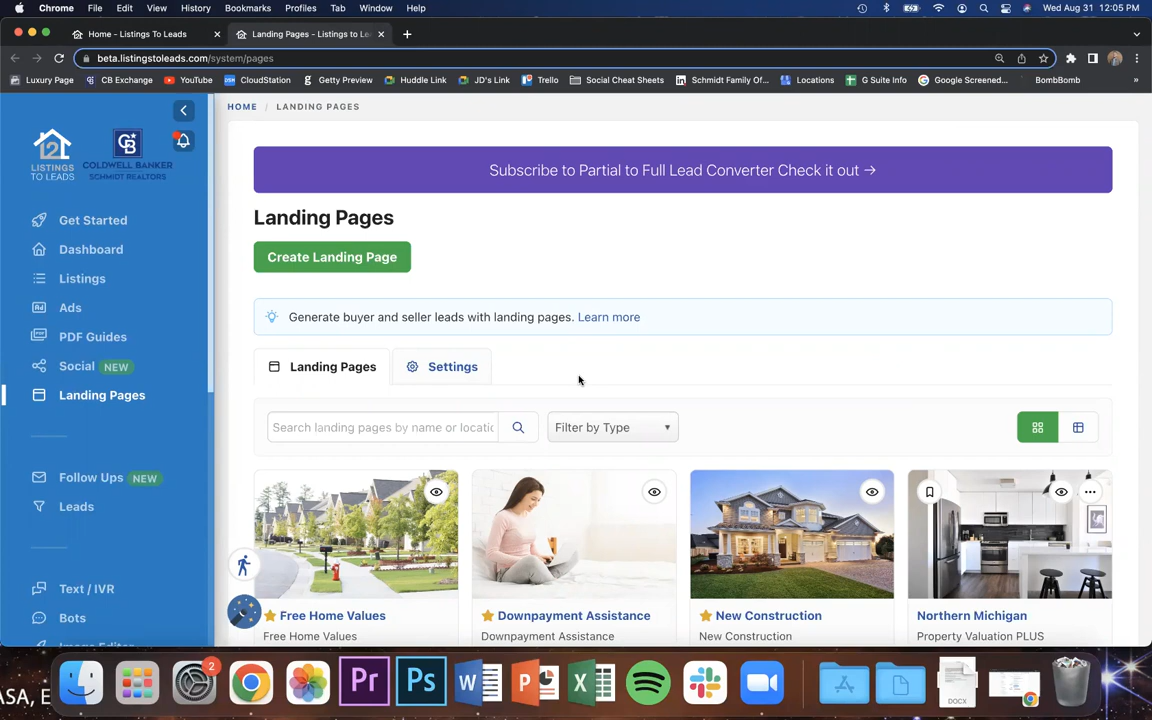 Chrome File Edit View History Bookmarks Profiles Tab Window Help Wed Aug 31 12:05 PM
Home - Listings To Leads
Landing Pages - Listings to Le
beta.listingstoleads.com/system/pages
Luxury Page CB Exchange YouTube CloudStation Getty Preview Huddle Link JD's Link Trello Social Cheat Sheets Schmidt Family Of... Locations G Suite Info Google Screened... BombBomb »
LISTINGS
TO LEADS
CB
COLDWELL BANKER
SCHMIDT REALTORS
Get Started
Dashboard
Listings
Ads
PDF Guides
Social NEW
Landing Pages
Follow Ups NEW
Leads
Text / IVR
Bots
HOME / LANDING PAGES
Subscribe to Partial to Full Lead Converter Check it out →
Landing Pages
Create Landing Page
Generate buyer and seller leads with landing pages. Learn more
Landing Pages Settings
Search landing pages by name or locatic Filter by Type
Free Home Values
Free Home Values
Downpayment Assistance
Downpayment Assistance
New Construction
New Construction
Northern Michigan
Property Valuation PLUS
2
Pr Ps W P X
DOCX
ASA, E